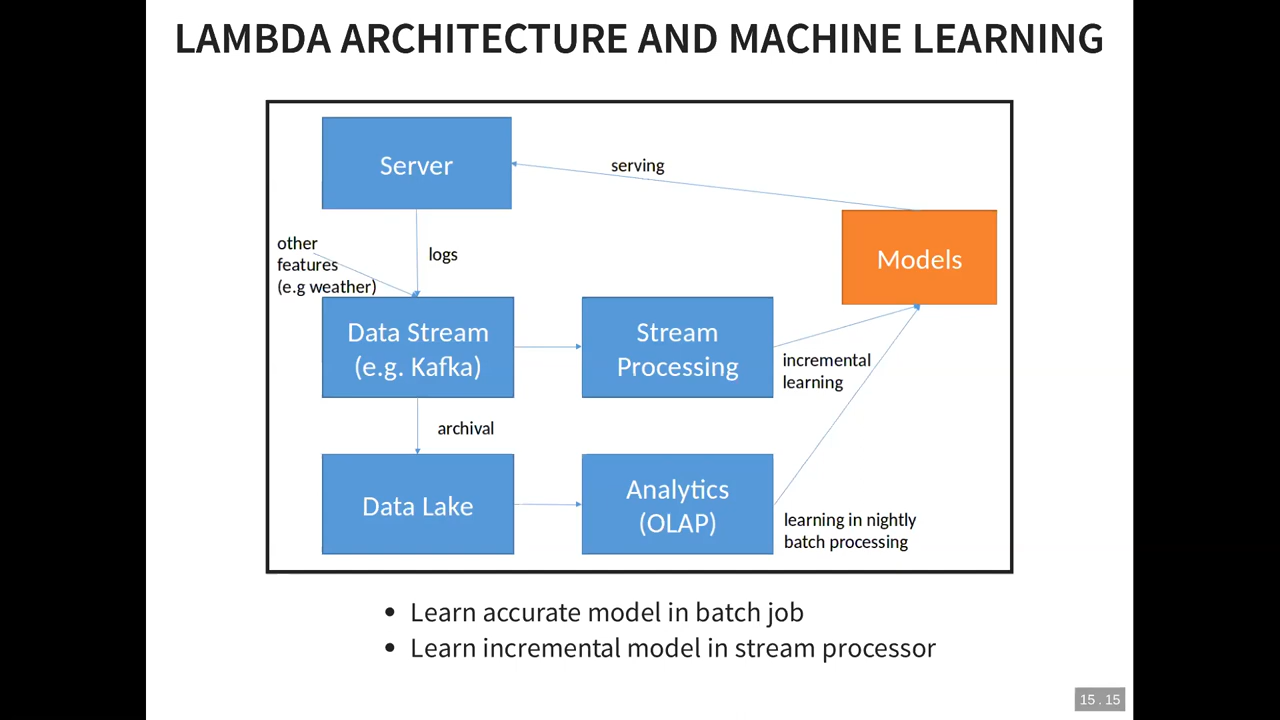 LAMBDA ARCHITECTURE AND MACHINE LEARNING
Server
serving
Models
other
features
(e.g weather)
logs
Data Stream
(e.g. Kafka)
Stream
Processing
incremental
learning
archival
Data Lake
Analytics
(OLAP)
learning in nightly
batch processing
• Learn accurate model in batch job
• Learn incremental model in stream processor
15 . 15